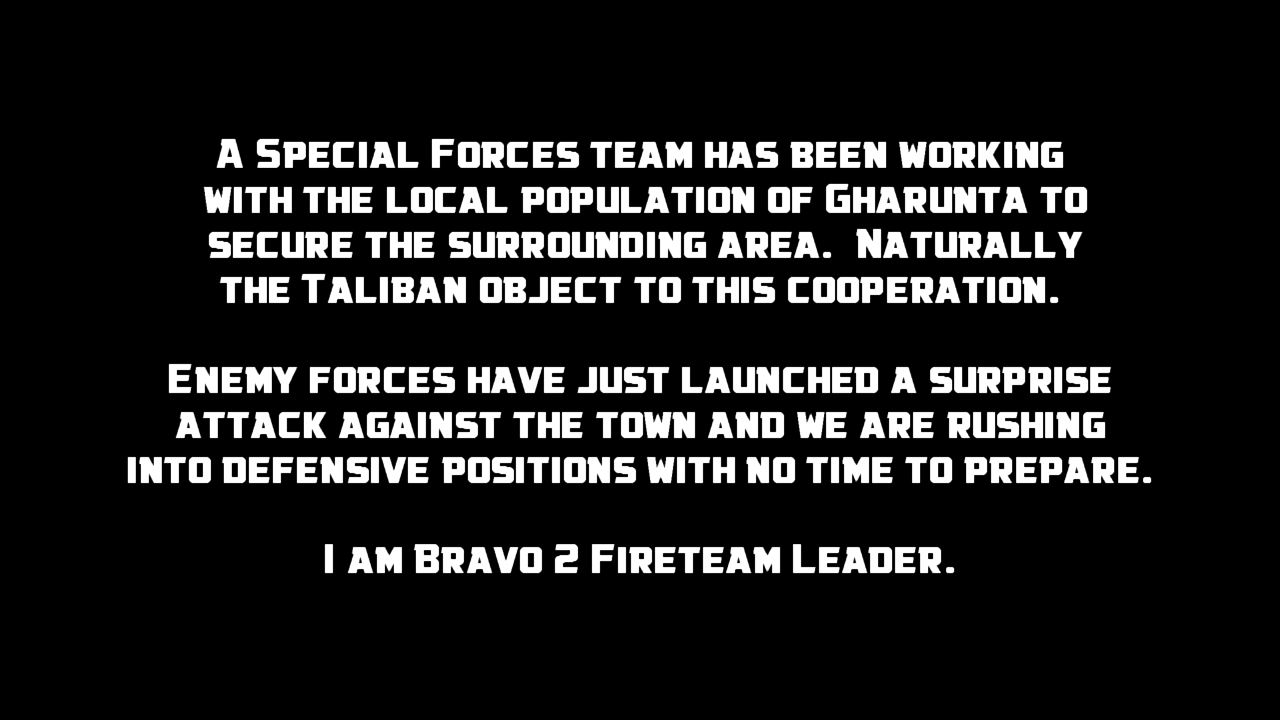 A Special Forces team has been working
with the local population of Gharunta to
secure the surrounding area.  Naturally
the Taliban object to this cooperation.
Enemy forces have just launched a surprise
attack against the town and we are rushing
into defensive positions with no time to prepare.
I am Bravo 2 Fireteam Leader.